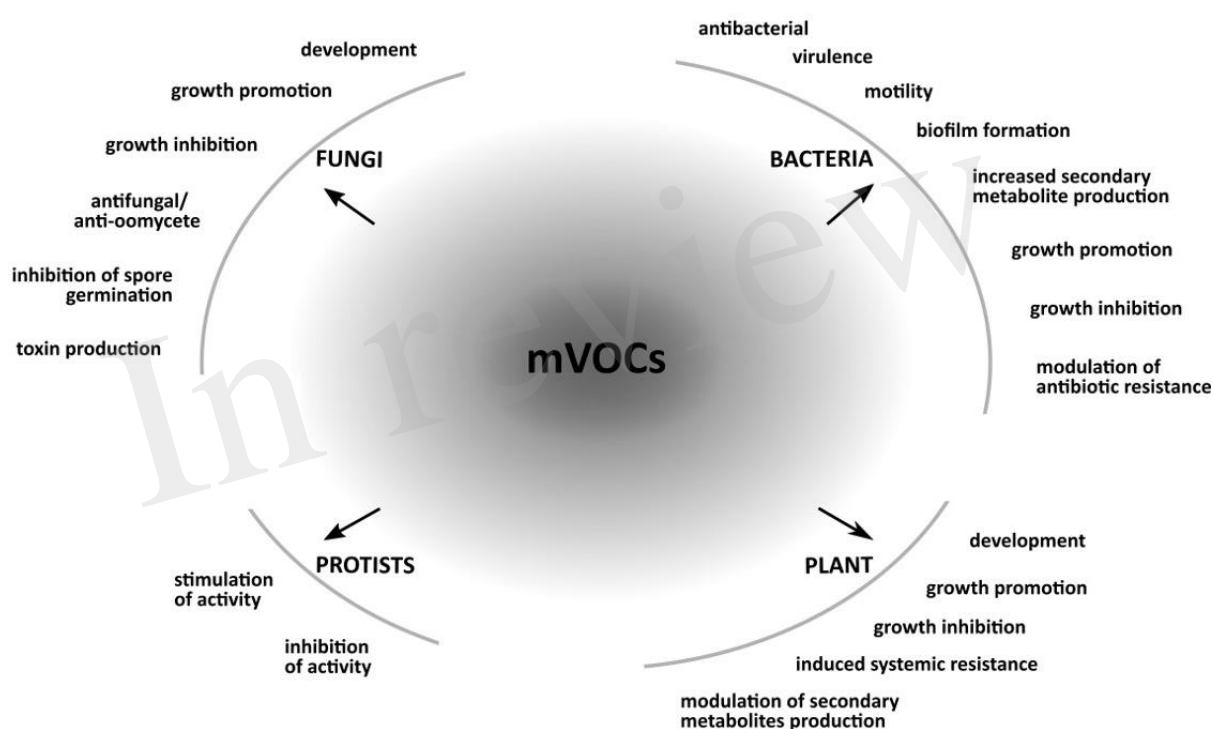 development
growth promotion
growth inhibition
antifungal/
anti-oomycete
inhibition of spore
germination
toxin production
FUNGI
antibacterial
virulence
motility
biofilm formation
increased secondary
metabolite production
growth promotion
growth inhibition
modulation of
antibiotic resistance
BACTERIA
mVOCs
In review
PROTISTS
stimulation
of activity
inhibition
of activity
PLANT
development
growth promotion
growth inhibition
induced systemic resistance
modulation of secondary
metabolites production